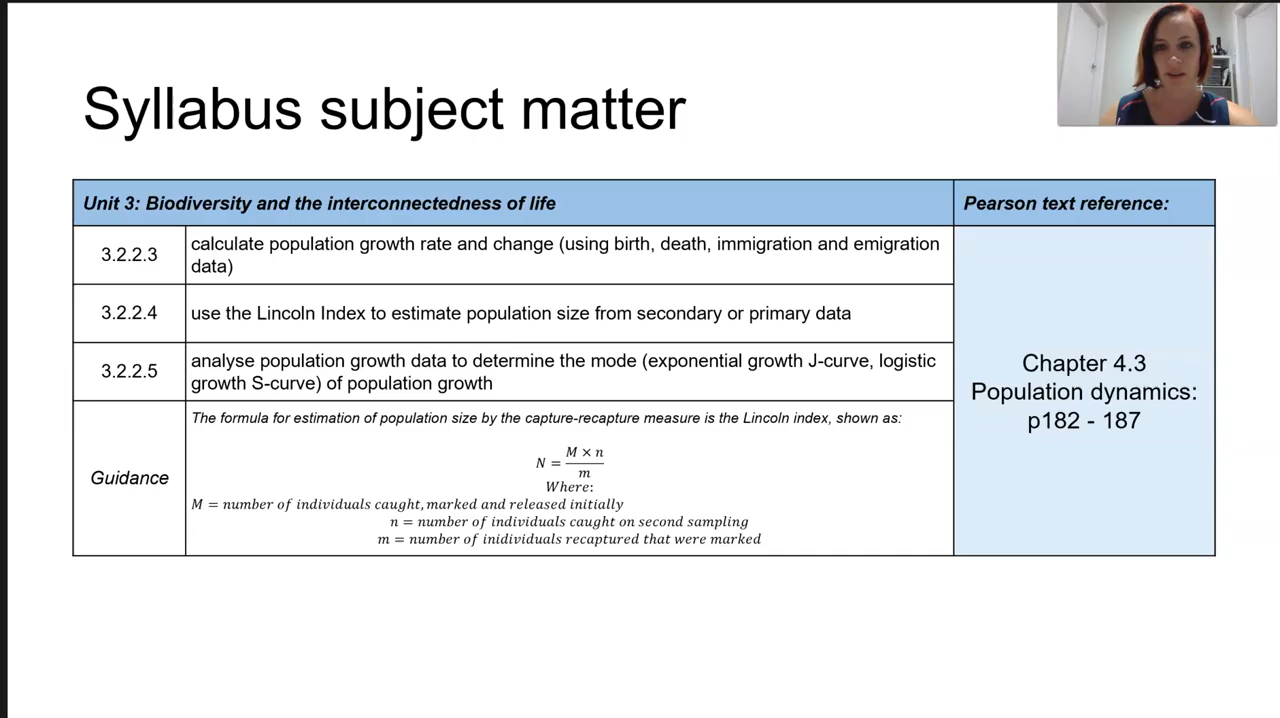 Syllabus subject matter
Unit 3: Biodiversity and the interconnectedness of life
Pearson text reference:
3.2.2.3
calculate population growth rate and change (using birth, death, immigration and emigration
data)
3.2.2.4
use the Lincoln Index to estimate population size from secondary or primary data
3.2.2.5
analyse population growth data to determine the mode (exponential growth J-curve, logistic
growth S-curve) of population growth
Chapter 4.3
Population dynamics:
p182 - 187
Guidance
The formula for estimation of population size by the capture-recapture measure is the Lincoln index, shown as:
N = M × n / m
Where:
M = number of individuals caught, marked and released initially
n = number of individuals caught on second sampling
m = number of inidividuals recaptured that were marked